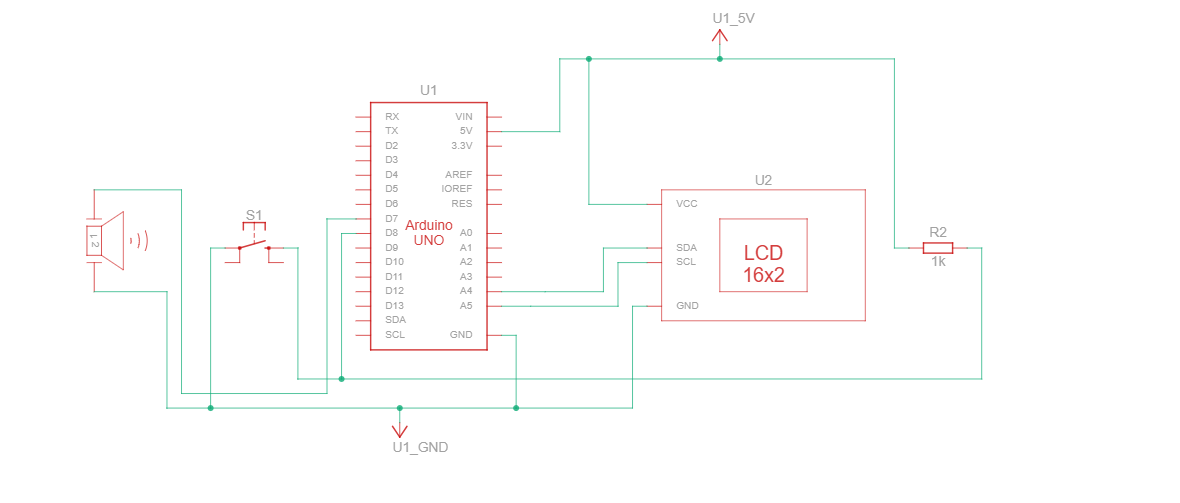 U1_5V
U1
RX
TX
D2
D3
D4
D5
D6
D7
D8
D9
D10
D11
D12
D13
SDA
SCL
VIN
5V
3.3V
AREF
IOREF
RES
A0
A1
A2
A3
A4
A5
GND
Arduino
UNO
1 2
S1
U2
VCC
SDA
SCL
GND
LCD
16x2
R2
1k
U1_GND